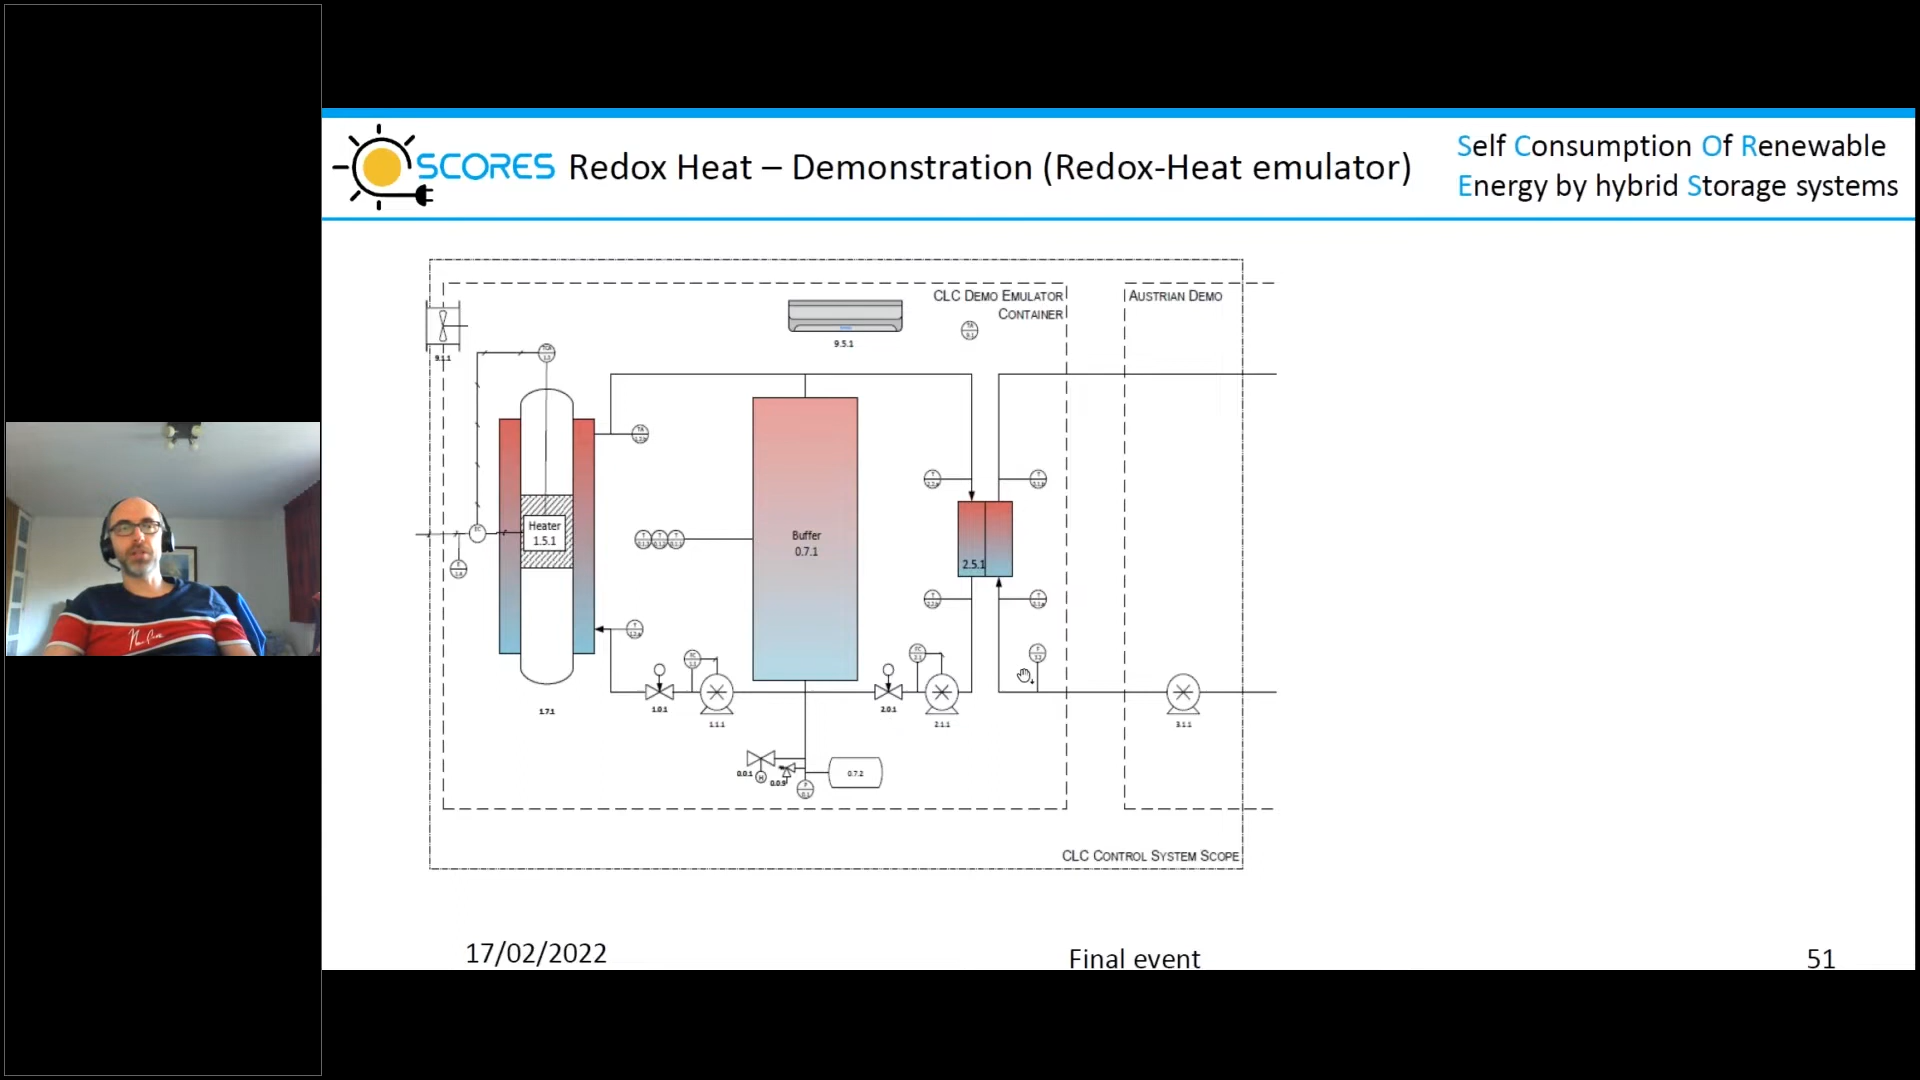 SCORES
Redox Heat – Demonstration (Redox-Heat emulator)
Self Consumption Of Renewable
Energy by hybrid Storage systems
CLC DEMO EMULATOR
CONTAINER
AUSTRIAN DEMO
9.5.1
9.1.1
Heater
1.5.1
Buffer
0.7.1
2.5.1
1.7.1
1.0.1
1.1.1
2.0.1
2.1.1
3.1.1
0.0.1
0.7.2
CLC CONTROL SYSTEM SCOPE
17/02/2022
Final event
51